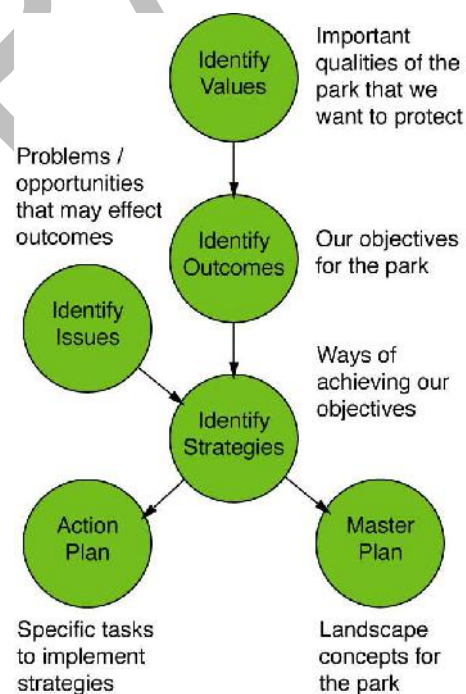 Identify
Values
Important
qualities of the
park that we
want to protect
Problems /
opportunities
that may effect
outcomes
Identify
Outcomes
Our objectives
for the park
Identify
Issues
Ways of
achieving our
objectives
Identify
Strategies
Action
Plan
Master
Plan
Specific tasks
to implement
strategies
Landscape
concepts for
the park